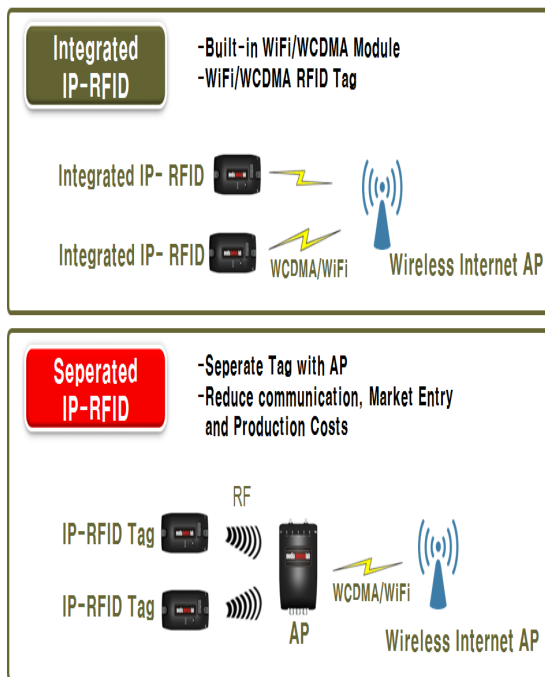 Integrated
IP-RFID
-Built-in WiFi/WCDMA Module
-WiFi/WCDMA RFID Tag
Integrated IP- RFID
Integrated IP- RFID
WCDMA/WiFi
Wireless Internet AP
Seperated
IP-RFID
-Seperate Tag with AP
-Reduce communication, Market Entry
and Production Costs
RF
IP-RFID Tag
IP-RFID Tag
AP
WCDMA/WiFi
Wireless Internet AP